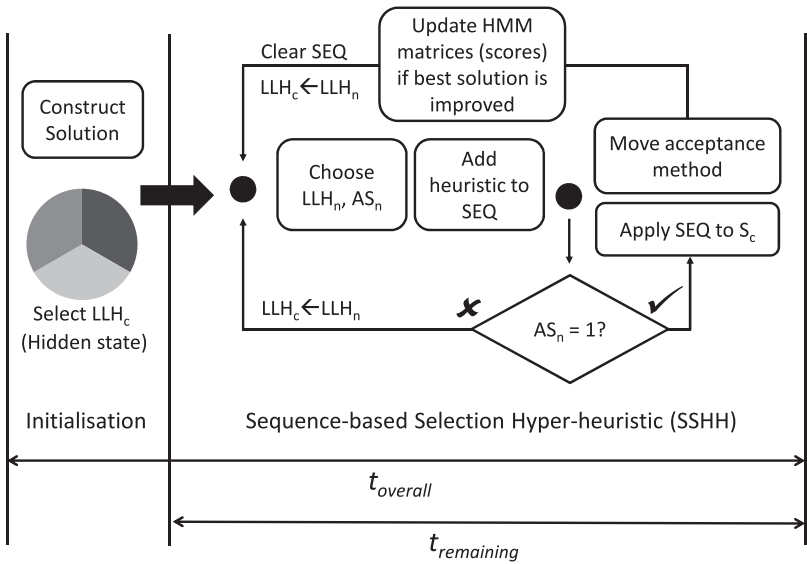 Construct
Solution
Select LLHc
(Hidden state)
Initialisation
Clear SEQ
LLHc←LLHn
Update HMM
matrices (scores)
if best solution is
improved
Choose
LLHn, ASn
Add
heuristic to
SEQ
Move acceptance
method
Apply SEQ to Sc
LLHc←LLHn
ASn = 1?
Sequence-based Selection Hyper-heuristic (SSHH)
toverall
tremaining